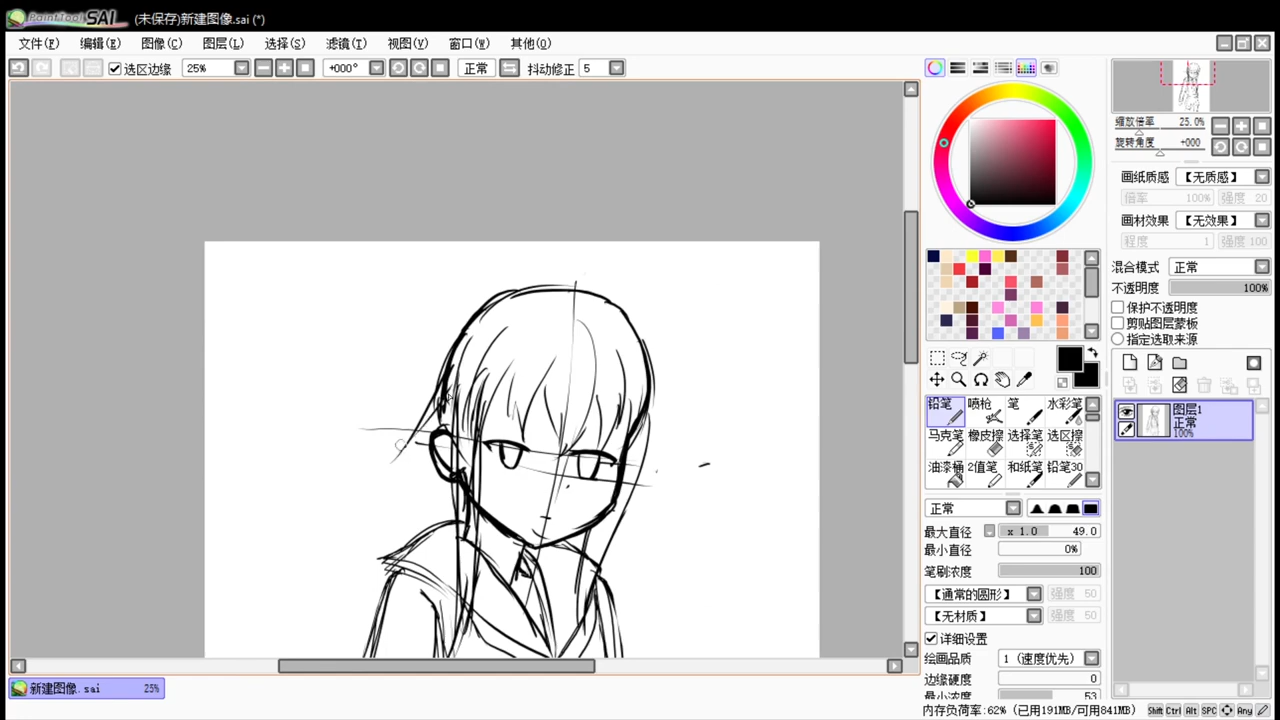 PaintTool SAI (未保存)新建图像.sai (*)
文件(F) 编辑(E) 图像(C) 图层(L) 选择(S) 滤镜(T) 视图(V) 窗口(W) 其他(O)
选区边缘 25% +000° 正常 抖动修正 5
缩放倍率 25.0%
旋转角度 +000
画纸质感 【无质感】
倍率 100% 强度 20
画材效果 【无效果】
程度 1 强度 100
混合模式 正常
不透明度 100%
保护不透明度
剪贴图层蒙板
指定选取来源
图层1
正常
100%
铅笔 喷枪 笔 水彩笔
马克笔 橡皮擦 选择笔 选区擦
油漆桶 2值笔 和纸笔 铅笔30
正常
最大直径 x 1.0 49.0
最小直径 0%
笔刷浓度 100
【通常的圆形】 强度 50
【无材质】 强度 50
详细设置
绘画品质 1 (速度优先)
边缘硬度 0
最小浓度 53
新建图像.sai 25%
内存负荷率:62% (已用191MB/可用841MB) Shift Ctrl Alt SPC Any